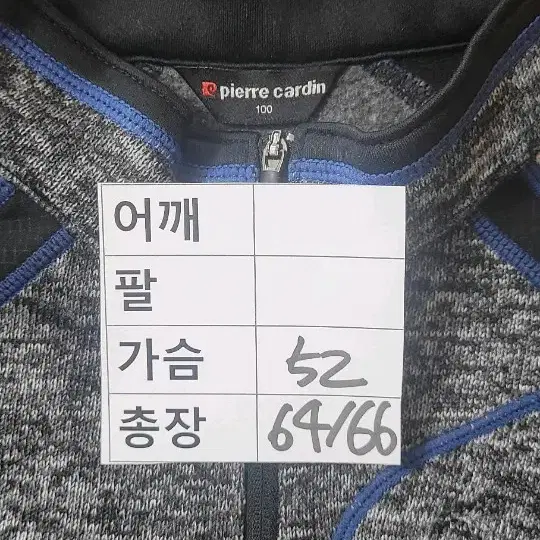 pierre cardin
100
어깨
팔
가슴 52
총장 64/66